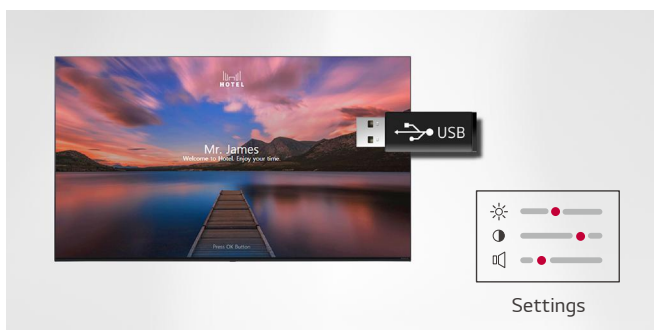 HOTEL
USB
Mr. James
Welcome to Hotel. Enjoy your time.
Press OK Button
Settings